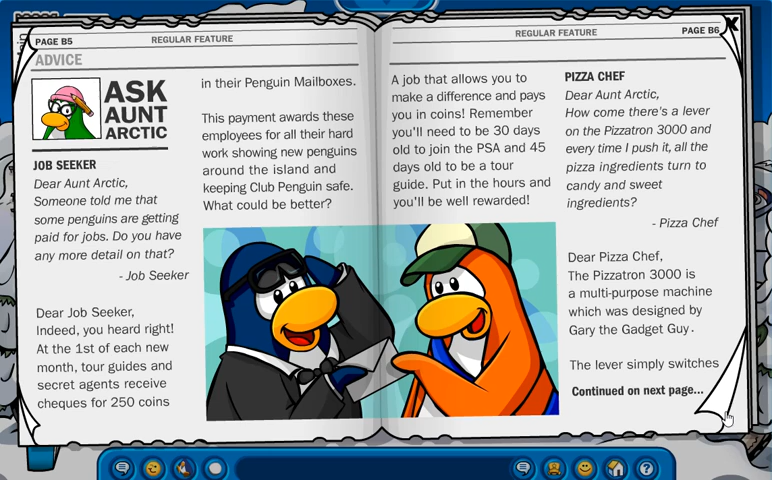 PAGE B5
REGULAR FEATURE
ADVICE
ASK
AUNT
ARCTIC
JOB SEEKER
Dear Aunt Arctic,
Someone told me that
some penguins are getting
paid for jobs. Do you have
any more detail on that?
- Job Seeker
Dear Job Seeker,
Indeed, you heard right!
At the 1st of each new
month, tour guides and
secret agents receive
cheques for 250 coins
in their Penguin Mailboxes.
This payment awards these
employees for all their hard
work showing new penguins
around the island and
keeping Club Penguin safe.
What could be better?
REGULAR FEATURE
PAGE B6
X
A job that allows you to
make a difference and pays
you in coins! Remember
you'll need to be 30 days
old to join the PSA and 45
days old to be a tour
guide. Put in the hours and
you'll be well rewarded!
PIZZA CHEF
Dear Aunt Arctic,
How come there's a lever
on the Pizzatron 3000 and
every time I push it, all the
pizza ingredients turn to
candy and sweet
ingredients?
- Pizza Chef
Dear Pizza Chef,
The Pizzatron 3000 is
a multi-purpose machine
which was designed by
Gary the Gadget Guy.
The lever simply switches
Continued on next page...
?